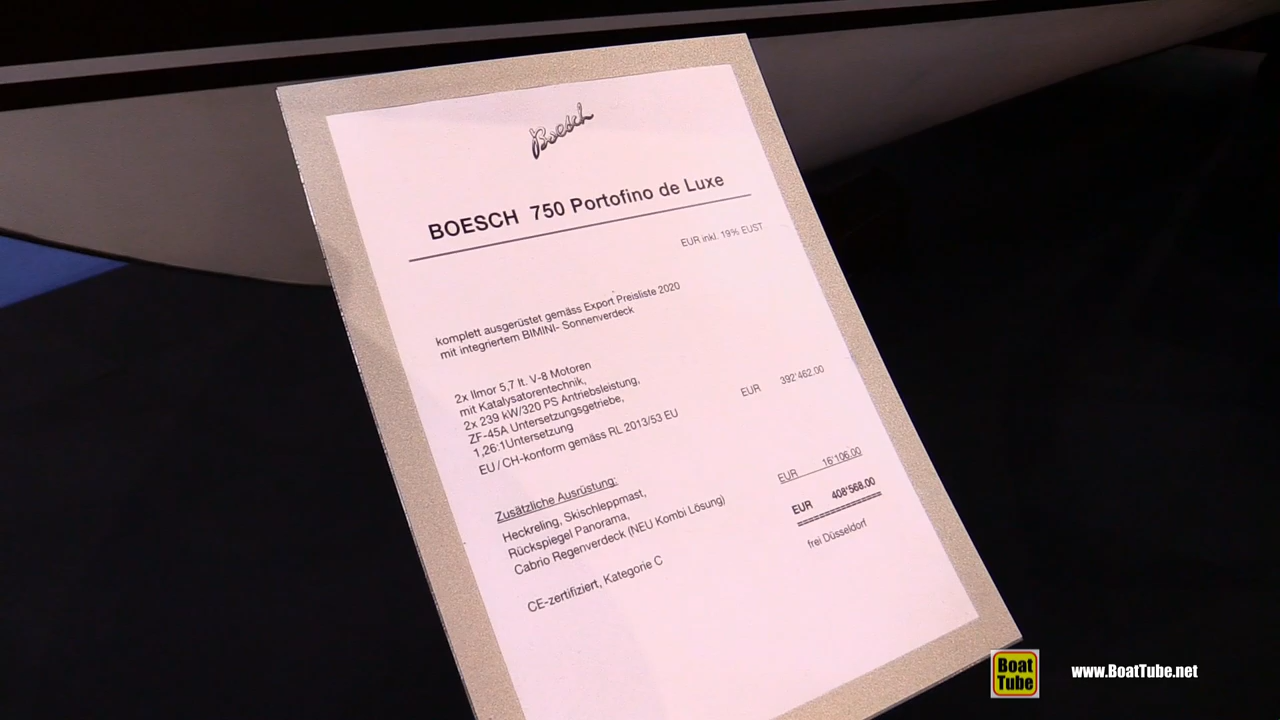 Boesch
BOESCH 750 Portofino de Luxe
EUR inkl. 19% EUST
komplett ausgerüstet gemäss Export Preisliste 2020
mit integriertem BIMINI- Sonnenverdeck
2x Ilmor 5,7 lt. V-8 Motoren
mit Katalysatorentechnik,
2x 239 kW/320 PS Antriebsleistung,
ZF-45A Untersetzungsgetriebe,
1,26:1Untersetzung
EU / CH-konform gemäss RL 2013/53 EU
EUR 392'462.00
Zusätzliche Ausrüstung:
Heckreling, Skischleppmast,
Rückspiegel Panorama,
Cabrio Regenverdeck (NEU Kombi Lösung)
EUR 16'106.00
EUR 408'568.00
frei Düsseldorf
CE-zertifiziert, Kategorie C
Boat
Tube
www.BoatTube.net